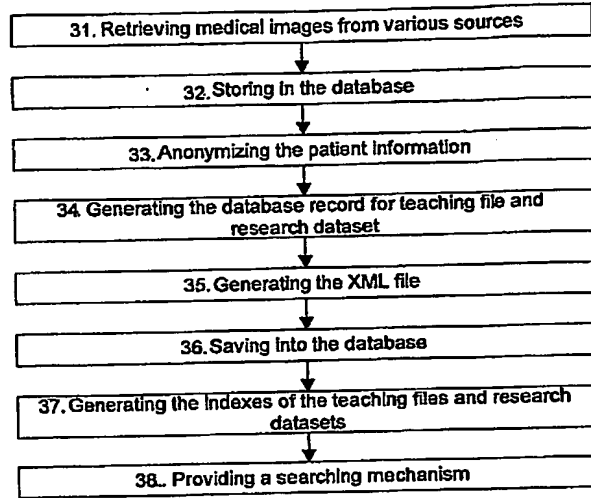 31. Retrieving medical images from various sources
32. Storing in the database
33. Anonymizing the patient information
34. Generating the database record for teaching file and
research dataset
35. Generating the XML file
36. Saving into the database
37. Generating the indexes of the teaching files and research
datasets
38.. Providing a searching mechanism